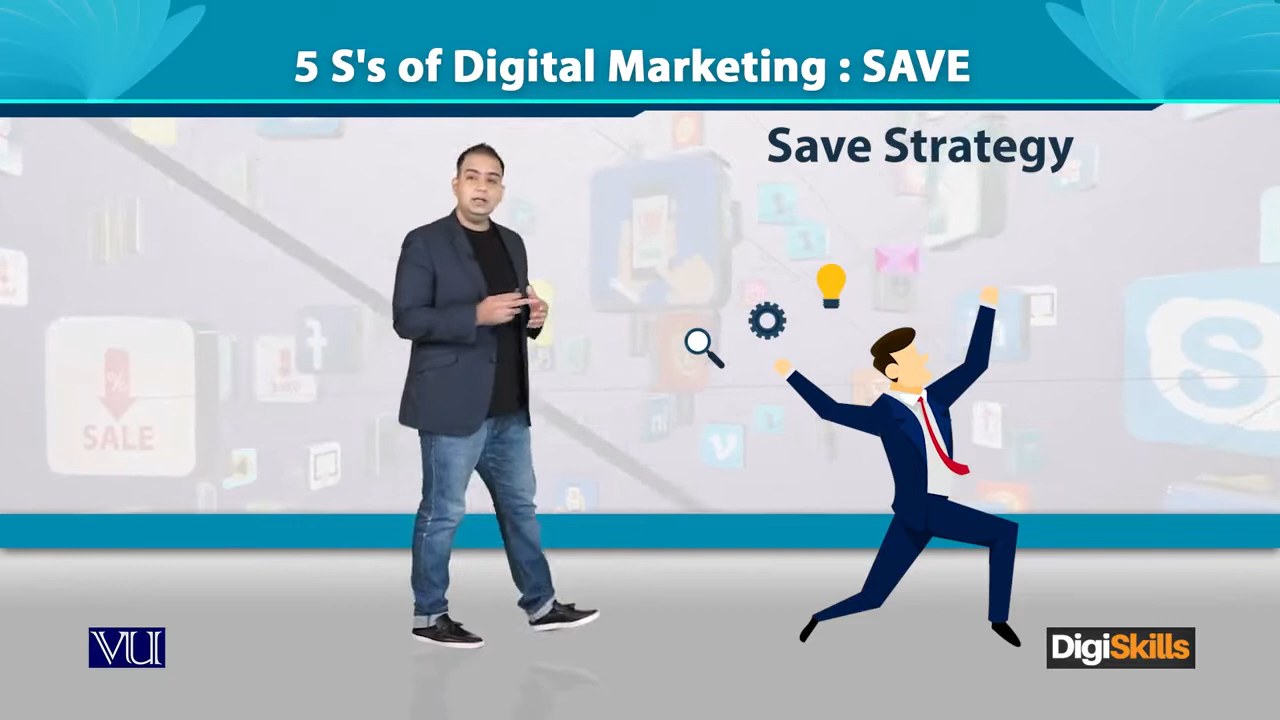 5 S's of Digital Marketing : SAVE
Save Strategy
%
SALE
VU
DigiSkills